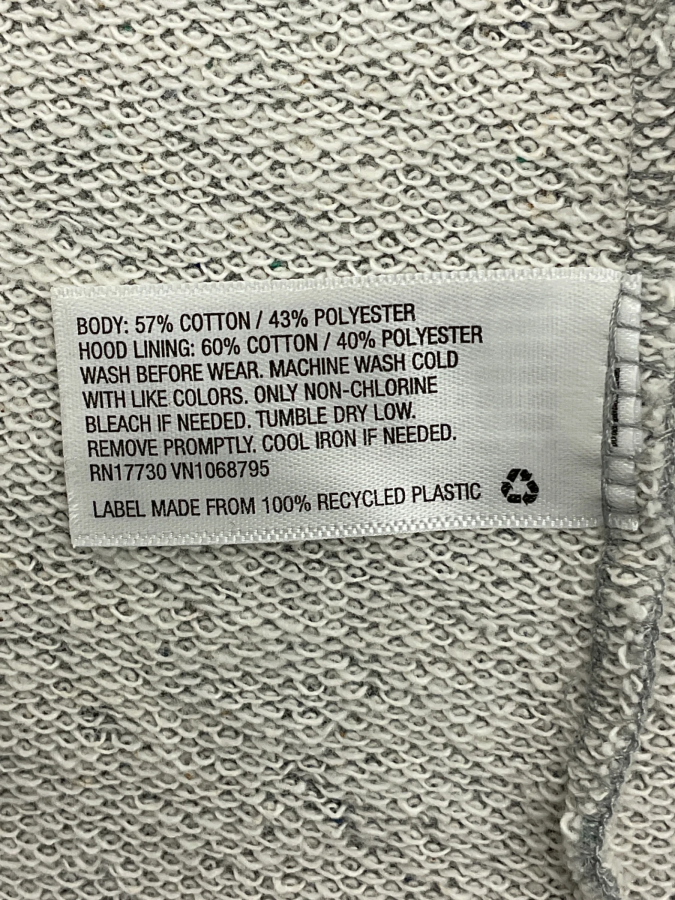 BODY: 57% COTTON / 43% POLYESTER
HOOD LINING: 60% COTTON / 40% POLYESTER
WASH BEFORE WEAR. MACHINE WASH COLD
WITH LIKE COLORS. ONLY NON-CHLORINE
BLEACH IF NEEDED. TUMBLE DRY LOW.
REMOVE PROMPTLY. COOL IRON IF NEEDED.
RN17730 VN1068795
LABEL MADE FROM 100% RECYCLED PLASTIC